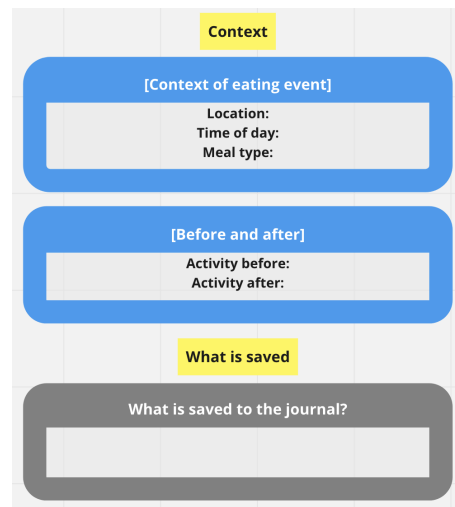 Context
[Context of eating event]
Location:
Time of day:
Meal type:
[Before and after]
Activity before:
Activity after:
What is saved
What is saved to the journal?